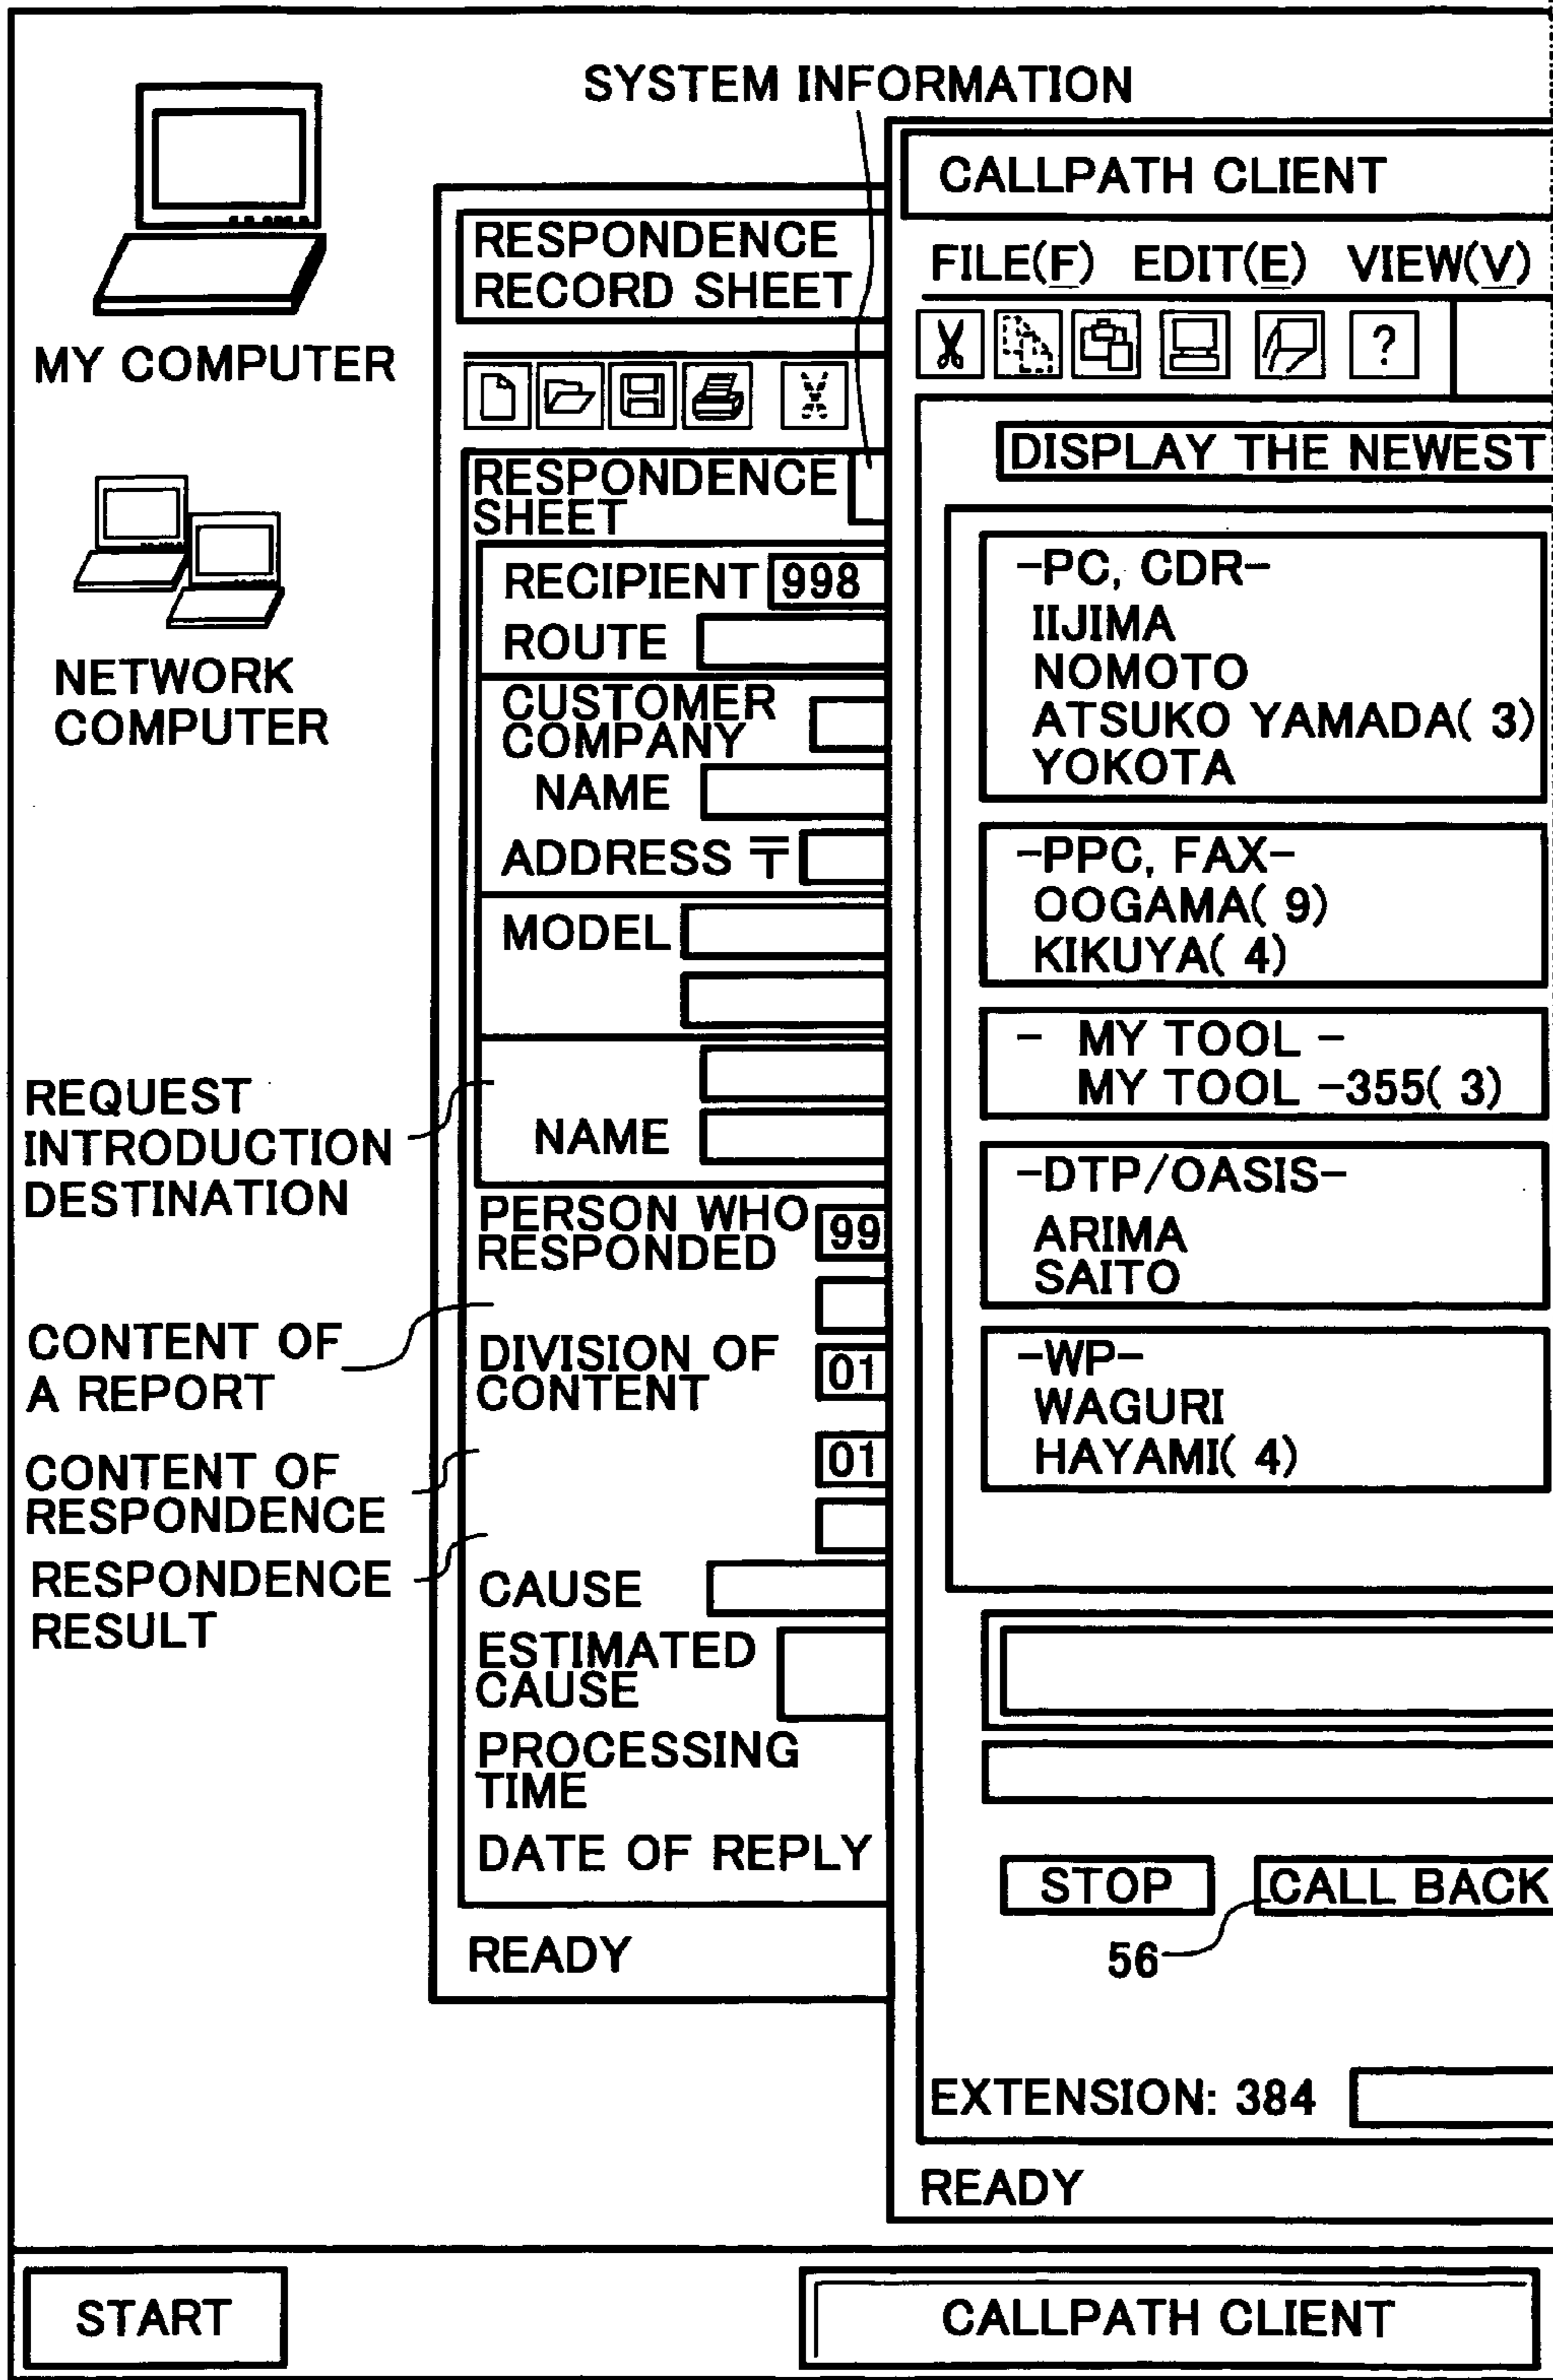 SYSTEM INFORMATION
MY COMPUTER
NETWORK
COMPUTER
REQUEST
INTRODUCTION
DESTINATION
CONTENT OF
A REPORT
CONTENT OF
RESPONDENCE
RESPONDENCE
RESULT
RESPONDENCE
RECORD SHEET
RESPONDENCE
SHEET
RECIPIENT 998
ROUTE
CUSTOMER
COMPANY
NAME
ADDRESS 〒
MODEL
NAME
PERSON WHO
RESPONDED 99
DIVISION OF
CONTENT 01
01
CAUSE
ESTIMATED
CAUSE
PROCESSING
TIME
DATE OF REPLY
READY
CALLPATH CLIENT
FILE(F) EDIT(E) VIEW(V)
?
DISPLAY THE NEWEST
-PC, CDR-
IIJIMA
NOMOTO
ATSUKO YAMADA( 3)
YOKOTA
-PPC, FAX-
OOGAMA( 9)
KIKUYA( 4)
- MY TOOL -
MY TOOL -355( 3)
-DTP/OASIS-
ARIMA
SAITO
-WP-
WAGURI
HAYAMI( 4)
STOP CALL BACK
56
EXTENSION: 384
READY
START CALLPATH CLIENT